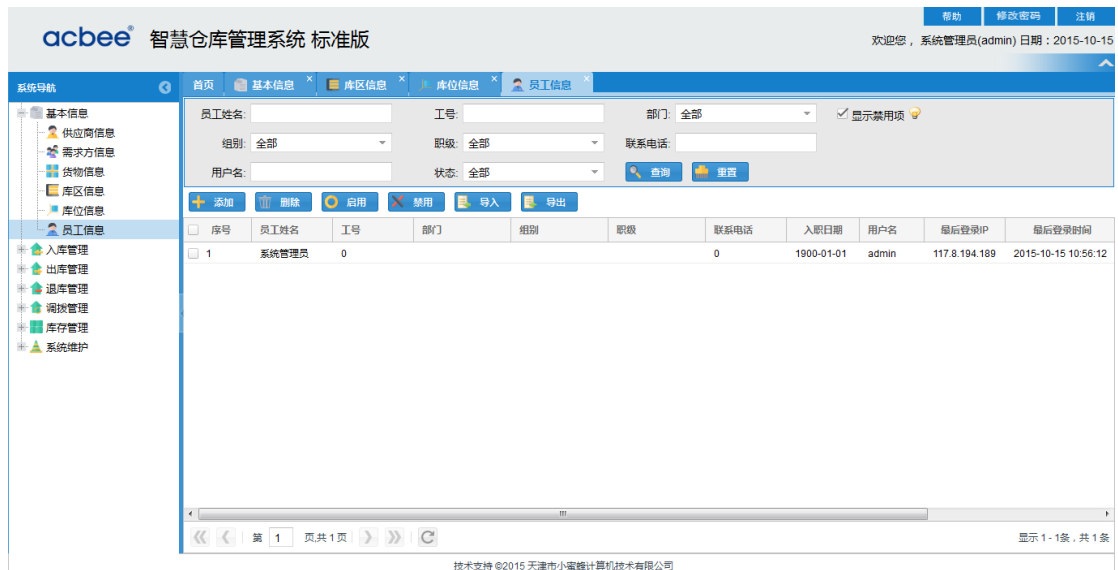 帮助 修改密码 注销
acbee® 智慧仓库管理系统 标准版
欢迎您，系统管理员(admin) 日期：2015-10-15
系统导航
首页 基本信息 库区信息 库位信息 员工信息
基本信息
供应商信息
需求方信息
货物信息
库区信息
库位信息
员工信息
入库管理
出库管理
退库管理
调拨管理
库存管理
系统维护
员工姓名: 工号: 部门: 全部 显示禁用项
组别: 全部 职级: 全部 联系电话:
用户名: 状态: 全部 查询 重置
添加 删除 启用 禁用 导入 导出
序号 员工姓名 工号 部门 组别 职级 联系电话 入职日期 用户名 最后登录IP 最后登录时间
1 系统管理员 0 0 1900-01-01 admin 117.8.194.189 2015-10-15 10:56:12
第 1 页,共 1 页
显示 1 - 1条，共 1 条
技术支持 ©2015 天津市小蜜蜂计算机技术有限公司